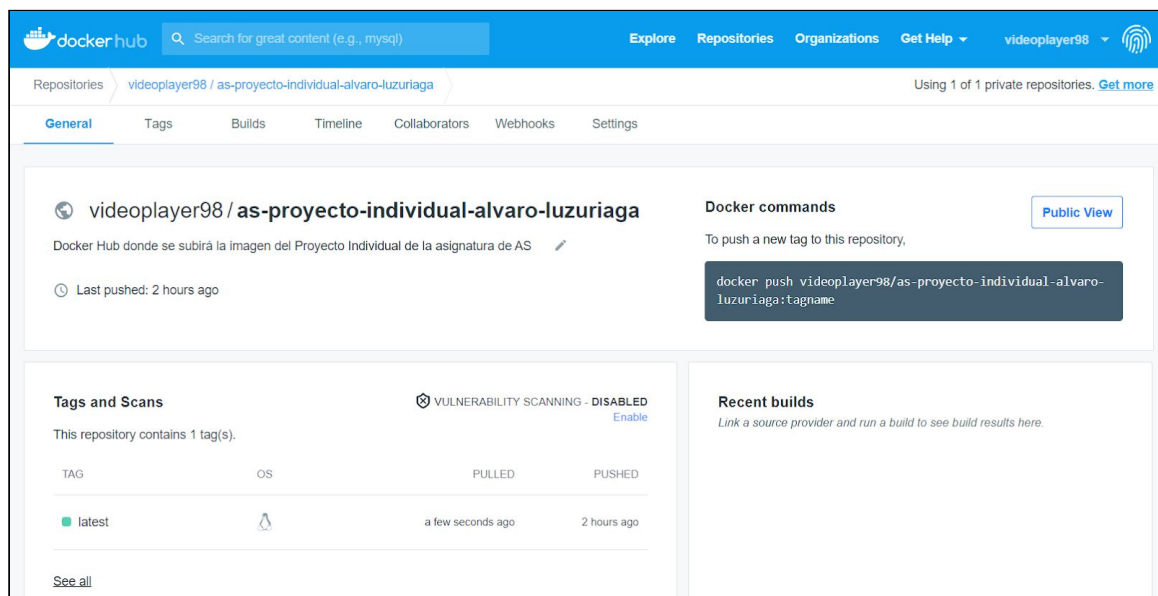 dockerhub Search for great content (e.g., mysql) Explore Repositories Organizations Get Help videoplayer98
Repositories videoplayer98 / as-proyecto-individual-alvaro-luzuriaga Using 1 of 1 private repositories. Get more
General Tags Builds Timeline Collaborators Webhooks Settings
videoplayer98 / as-proyecto-individual-alvaro-luzuriaga
Docker Hub donde se subirá la imagen del Proyecto Individual de la asignatura de AS
Last pushed: 2 hours ago
Docker commands Public View
To push a new tag to this repository,
docker push videoplayer98/as-proyecto-individual-alvaro-
luzuriaga:tagname
Tags and Scans VULNERABILITY SCANNING - DISABLED
Enable
This repository contains 1 tag(s).
TAG OS PULLED PUSHED
latest a few seconds ago 2 hours ago
See all
Recent builds
Link a source provider and run a build to see build results here.